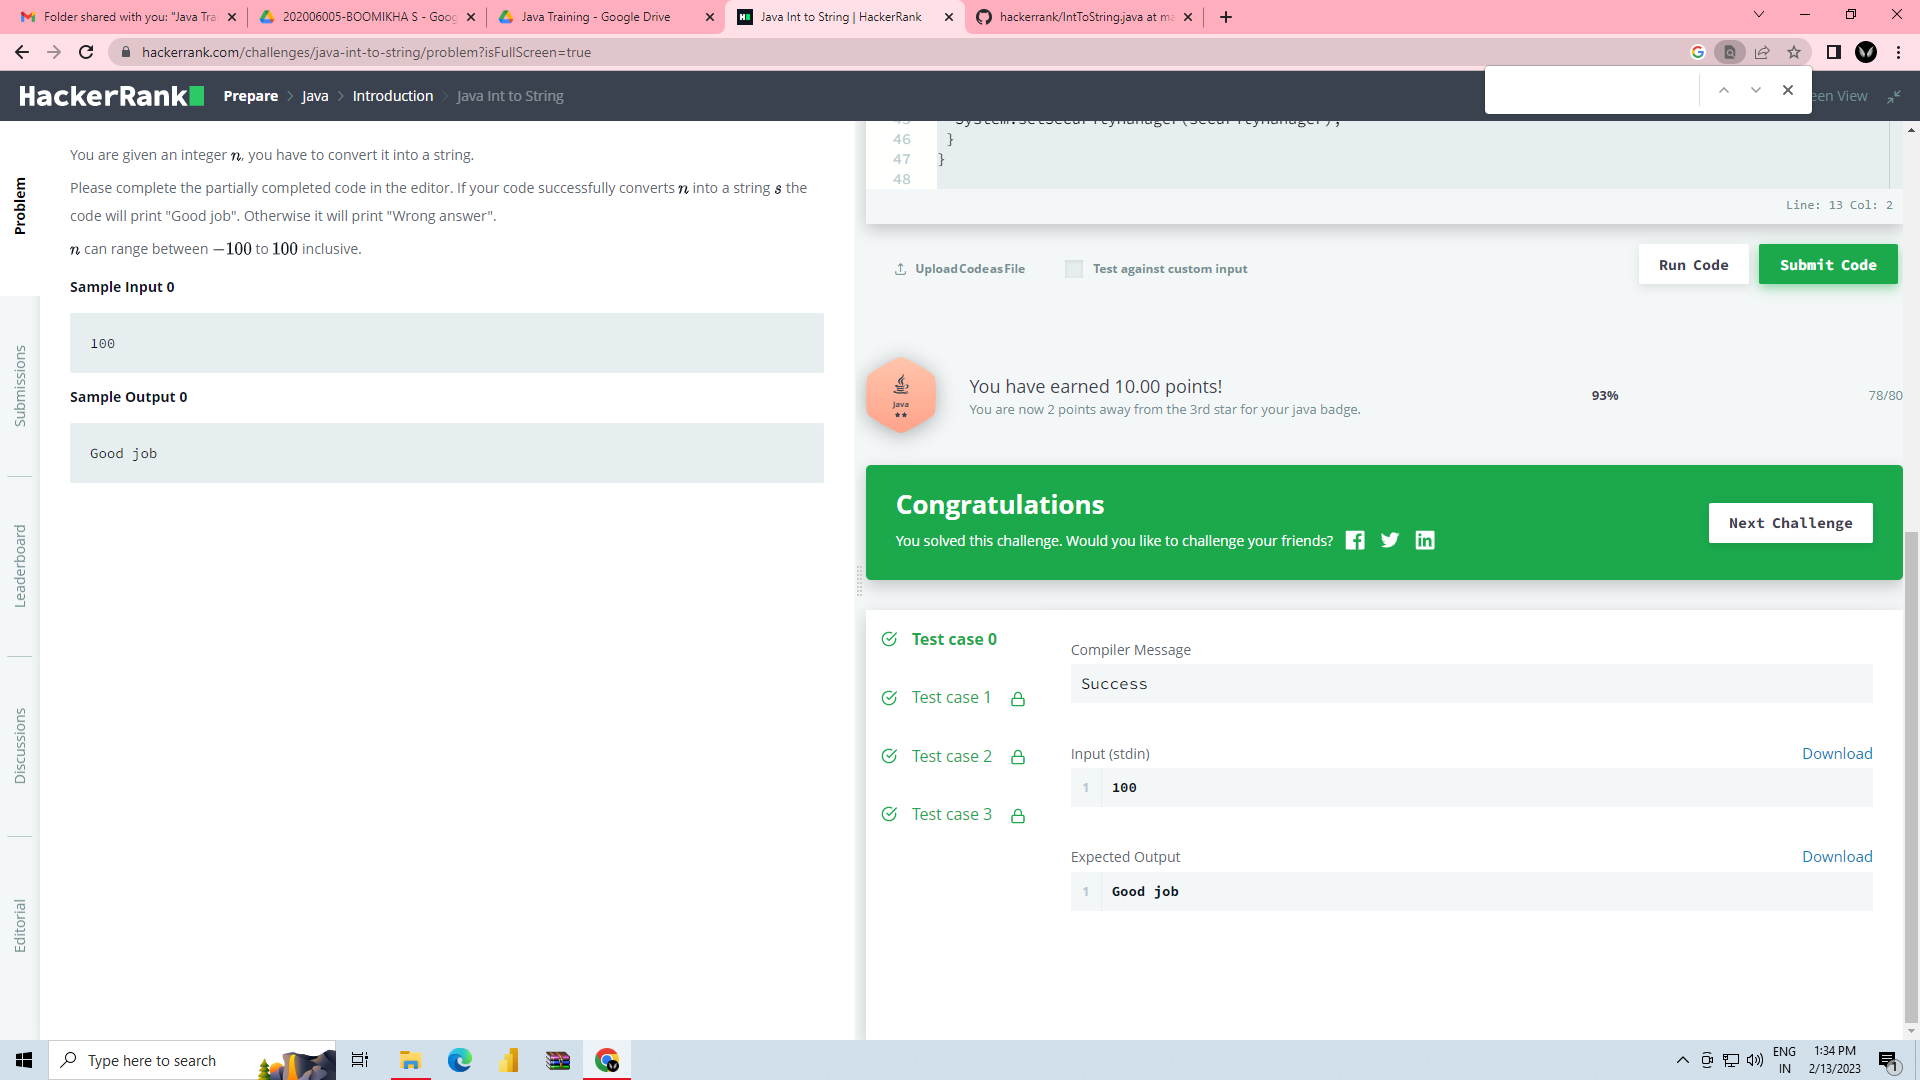 Folder shared with you: "Java Trai
202006005-BOOMIKHA S - Goog
Java Training - Google Drive
Java Int to String | HackerRank
hackerrank/IntToString.java at ma
hackerrank.com/challenges/java-int-to-string/problem?isFullScreen=true
HackerRank
Prepare > Java > Introduction > Java Int to String
een View
Problem
Submissions
Leaderboard
Discussions
Editorial
You are given an integer n, you have to convert it into a string.
Please complete the partially completed code in the editor. If your code successfully converts n into a string s the
code will print "Good job". Otherwise it will print "Wrong answer".
n can range between −100 to 100 inclusive.
Sample Input 0
100
Sample Output 0
Good job
45 System.setSecurityManager(securityManager);
46 }
47 }
48
Line: 13 Col: 2
Upload Code as File
Test against custom input
Run Code
Submit Code
Java
You have earned 10.00 points!
You are now 2 points away from the 3rd star for your java badge.
93%
78/80
Congratulations
You solved this challenge. Would you like to challenge your friends?
Next Challenge
Test case 0
Test case 1
Test case 2
Test case 3
Compiler Message
Success
Input (stdin)
Download
1 100
Expected Output
Download
1 Good job
Type here to search
ENG
IN
1:34 PM
2/13/2023
1